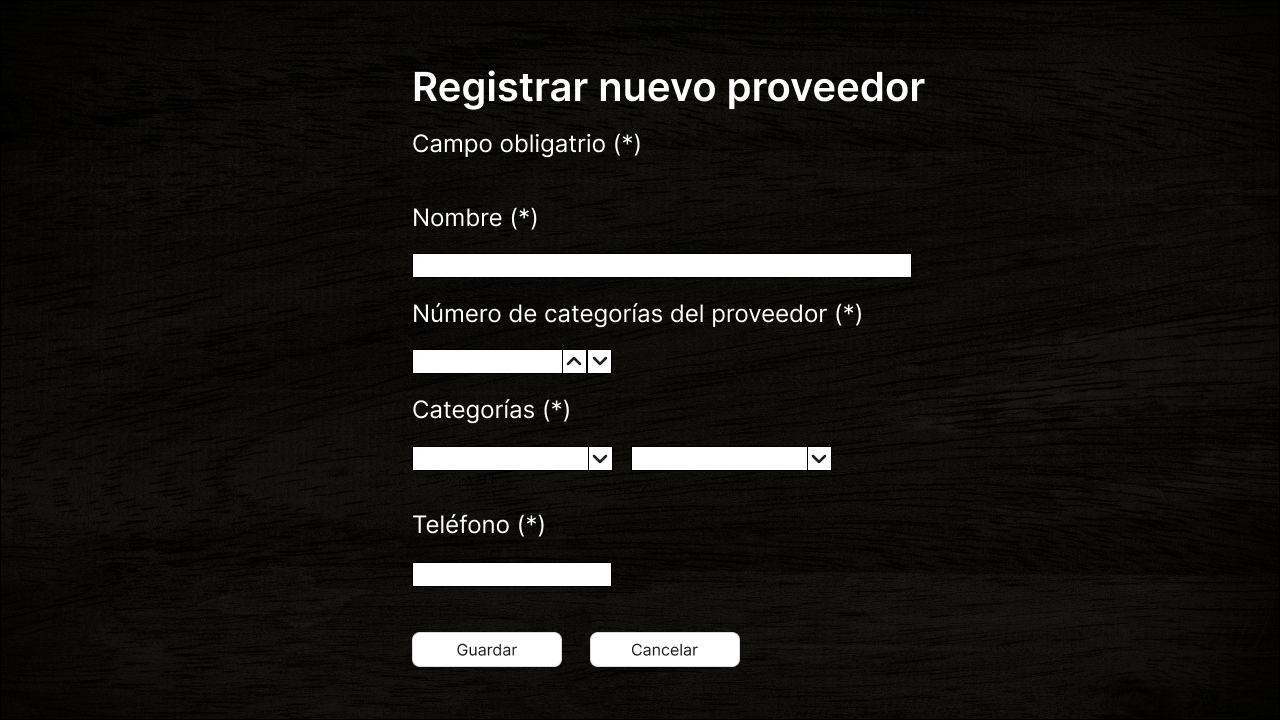 Registrar nuevo proveedor
Campo obligatrio (*)
Nombre (*)
Número de categorías del proveedor (*)
Categorías (*)
Teléfono (*)
Guardar Cancelar